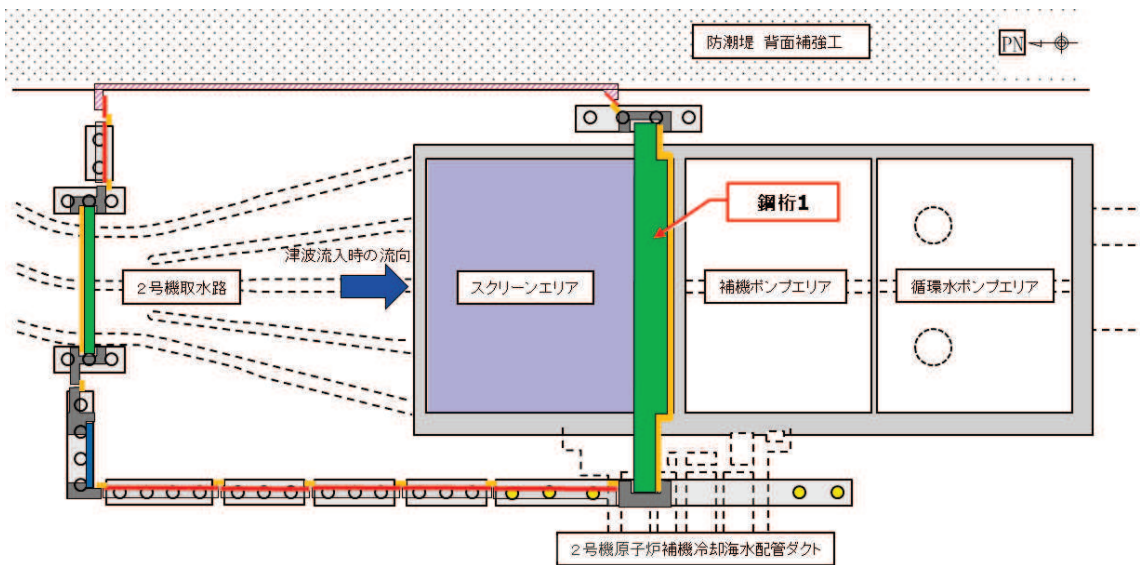 防潮堤 背面補強工
PN
鋼桁1
津波流入時の流向
2号機取水路
スクリーンエリア
補機ポンプエリア
循環水ポンプエリア
2号機原子炉補機冷却海水配管ダクト